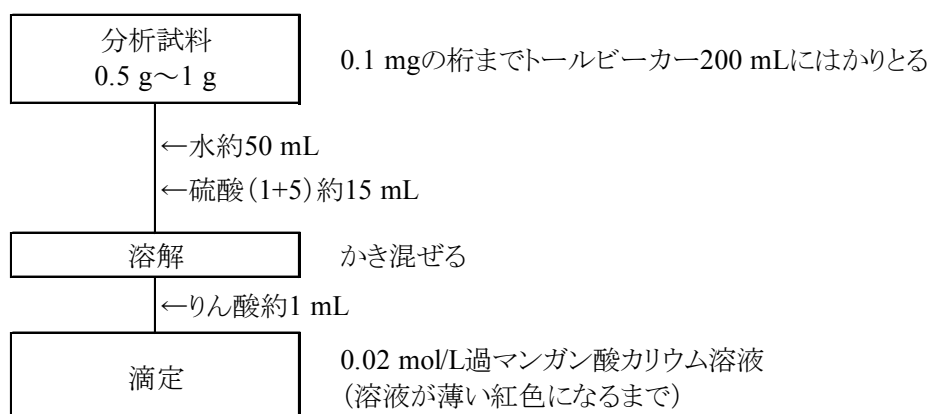 分析試料
0.5 g～1 g
0.1 mgの桁までトールビーカー200 mLにはかりとる
←水約50 mL
←硫酸（1+5）約15 mL
溶解
かき混ぜる
←りん酸約1 mL
滴定
0.02 mol/L過マンガン酸カリウム溶液
（溶液が薄い紅色になるまで）